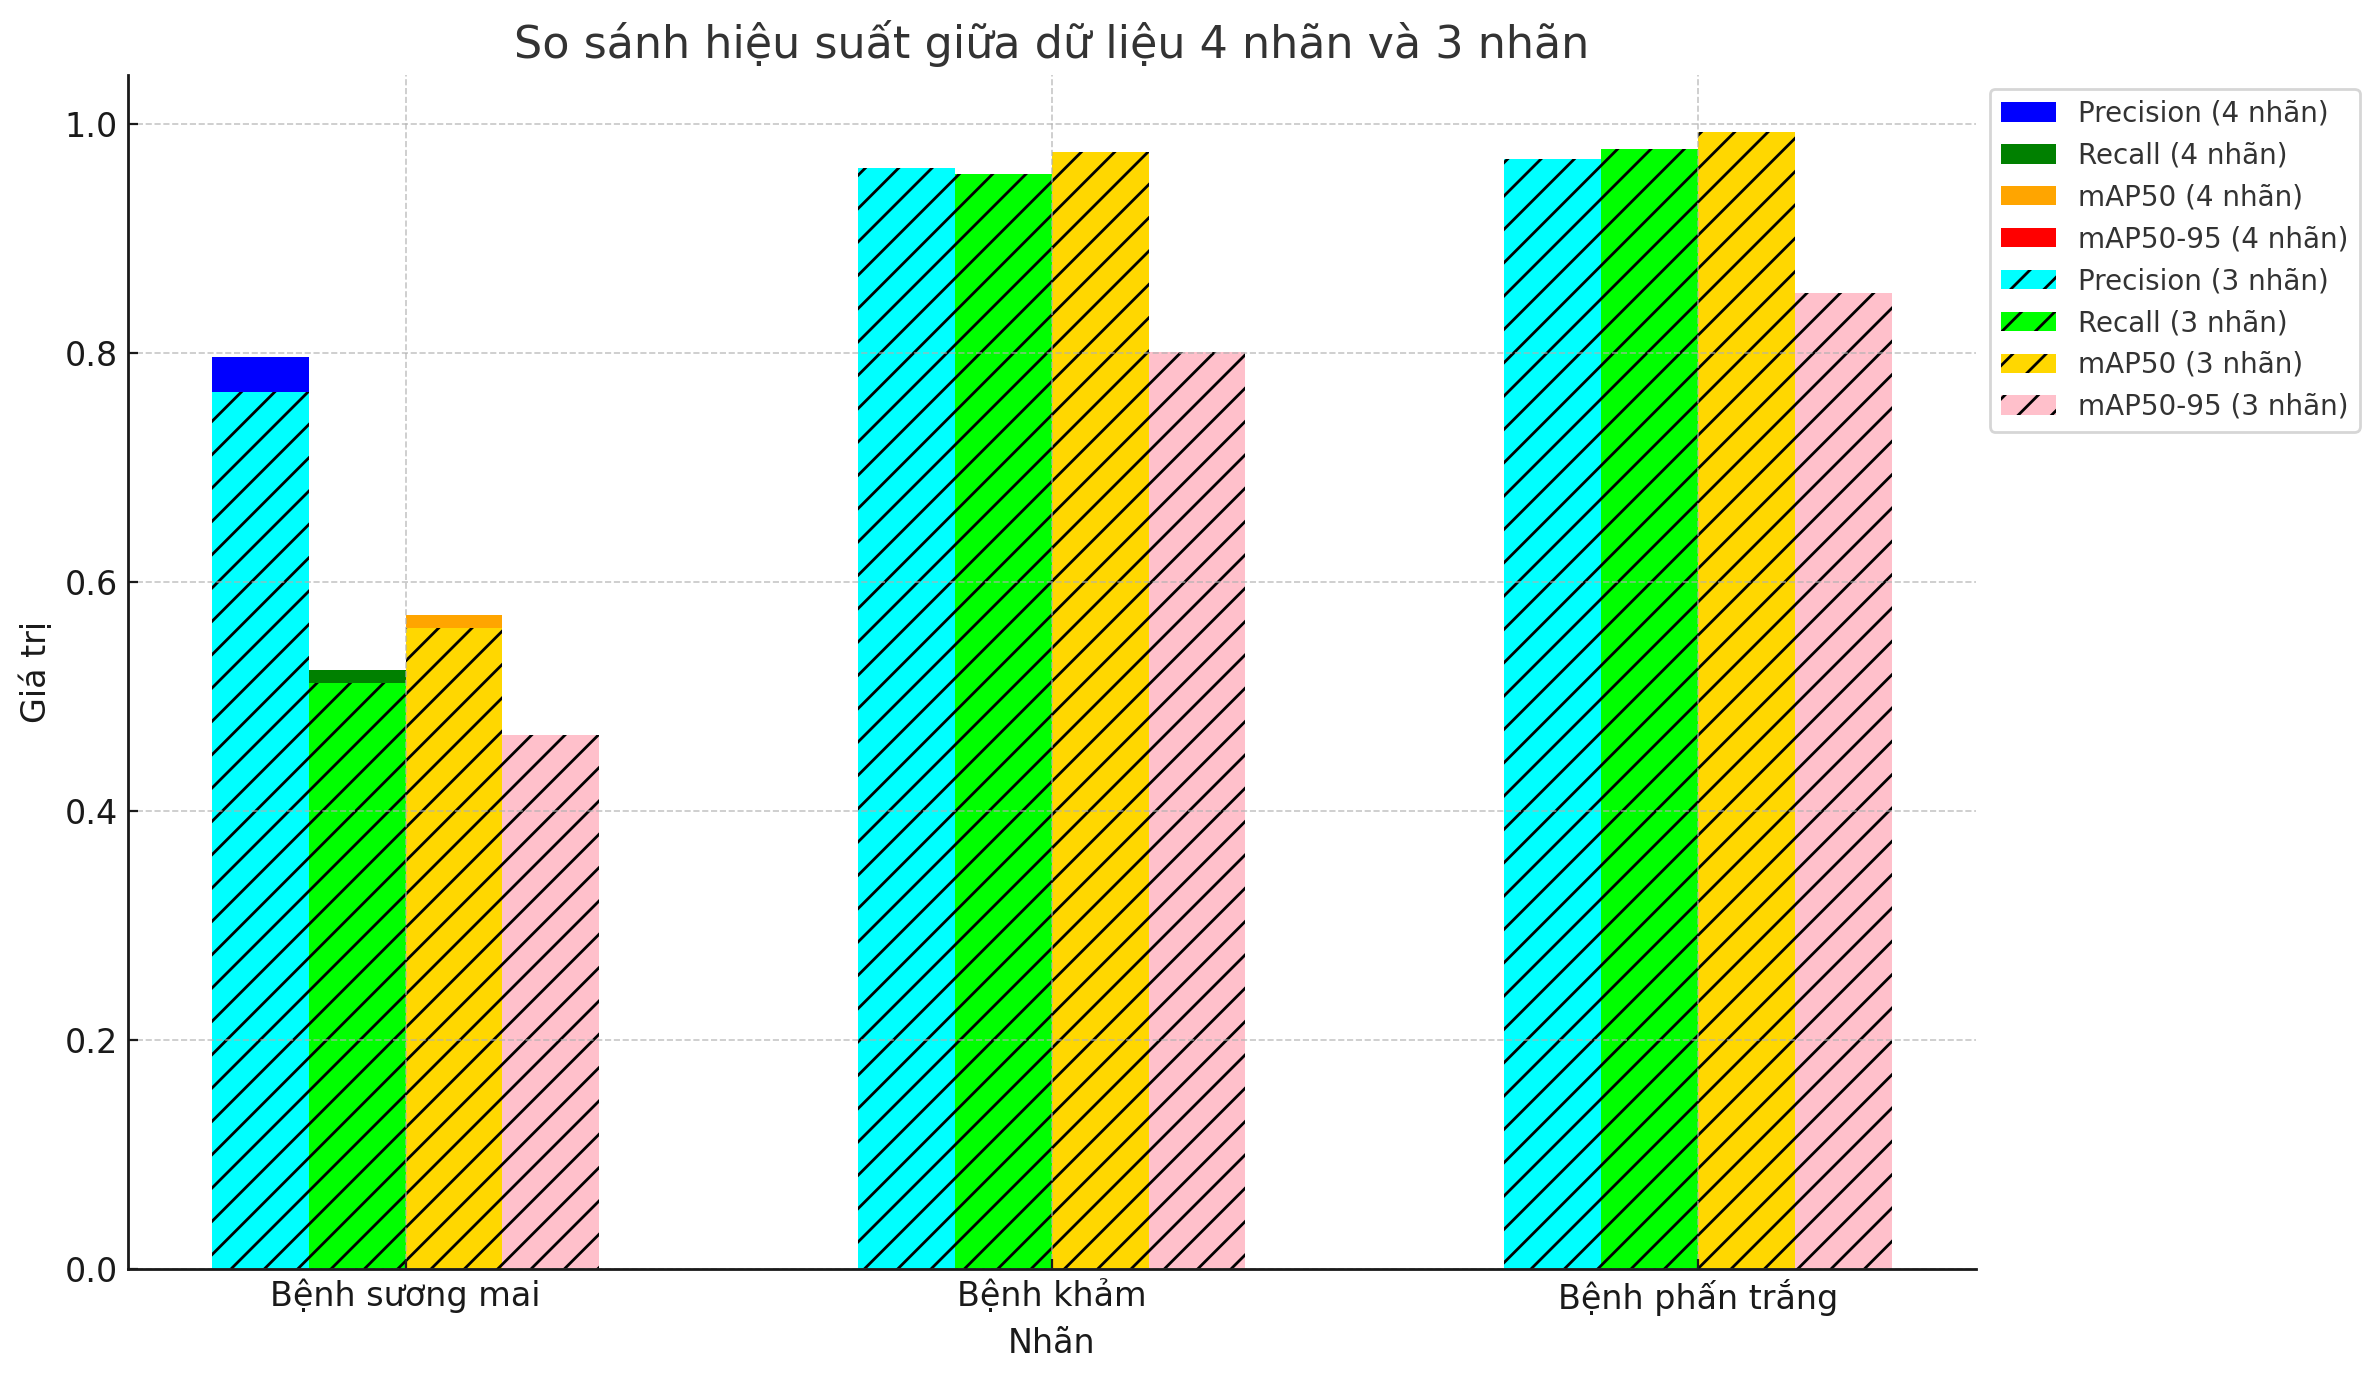 So sánh hiệu suất giữa dữ liệu 4 nhãn và 3 nhãn
Giá trị
1.0
0.8
0.6
0.4
0.2
0.0
Bệnh sương mai
Bệnh khảm
Bệnh phấn trắng
Nhãn
Precision (4 nhãn)
Recall (4 nhãn)
mAP50 (4 nhãn)
mAP50-95 (4 nhãn)
Precision (3 nhãn)
Recall (3 nhãn)
mAP50 (3 nhãn)
mAP50-95 (3 nhãn)